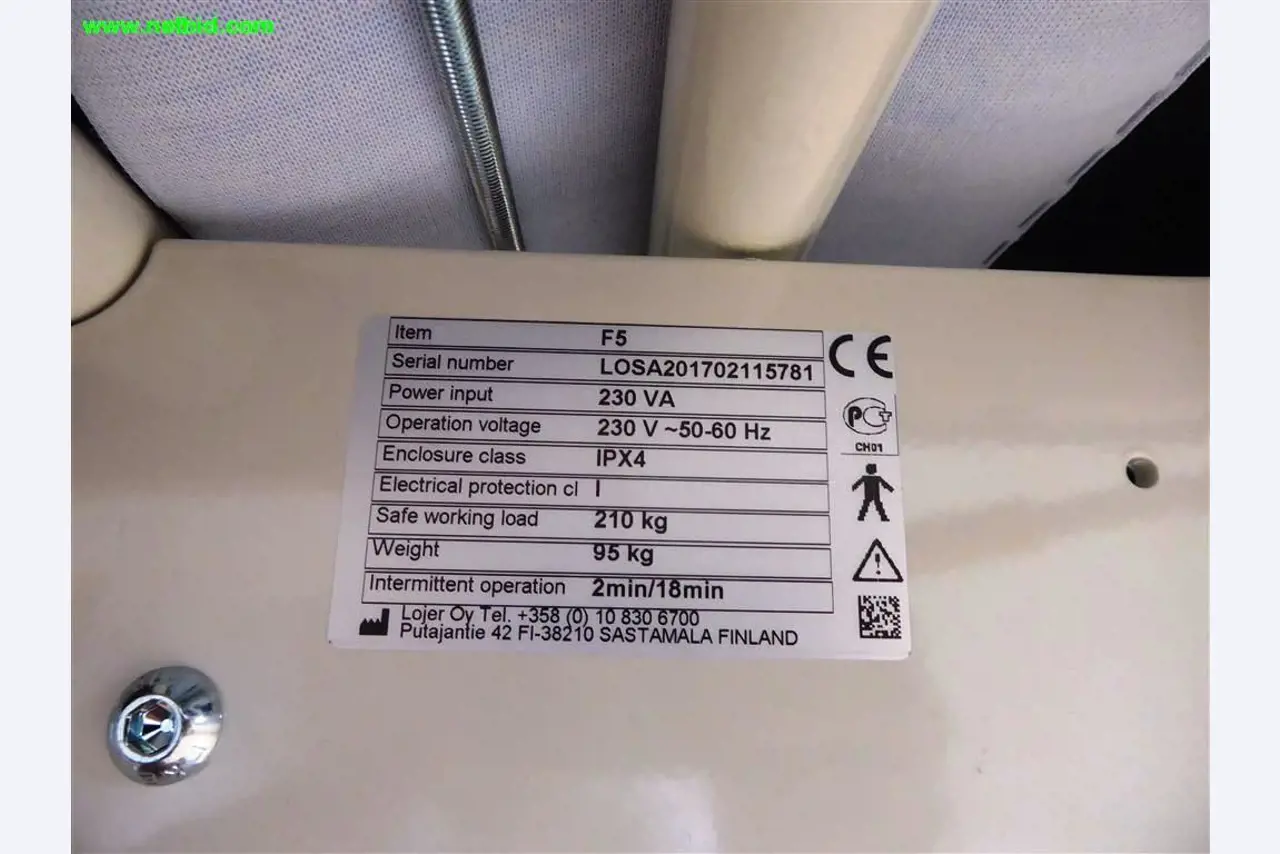 www.netbid.com
Item F5
Serial number LOSA201702115781
Power input 230 VA
Operation voltage 230 V ~50-60 Hz
Enclosure class IPX4
Electrical protection cl I
Safe working load 210 kg
Weight 95 kg
Intermittent operation 2min/18min
Lojer Oy Tel. +358 (0) 10 830 6700
Putajantie 42 FI-38210 SASTAMALA FINLAND
CE
PCT
CH01